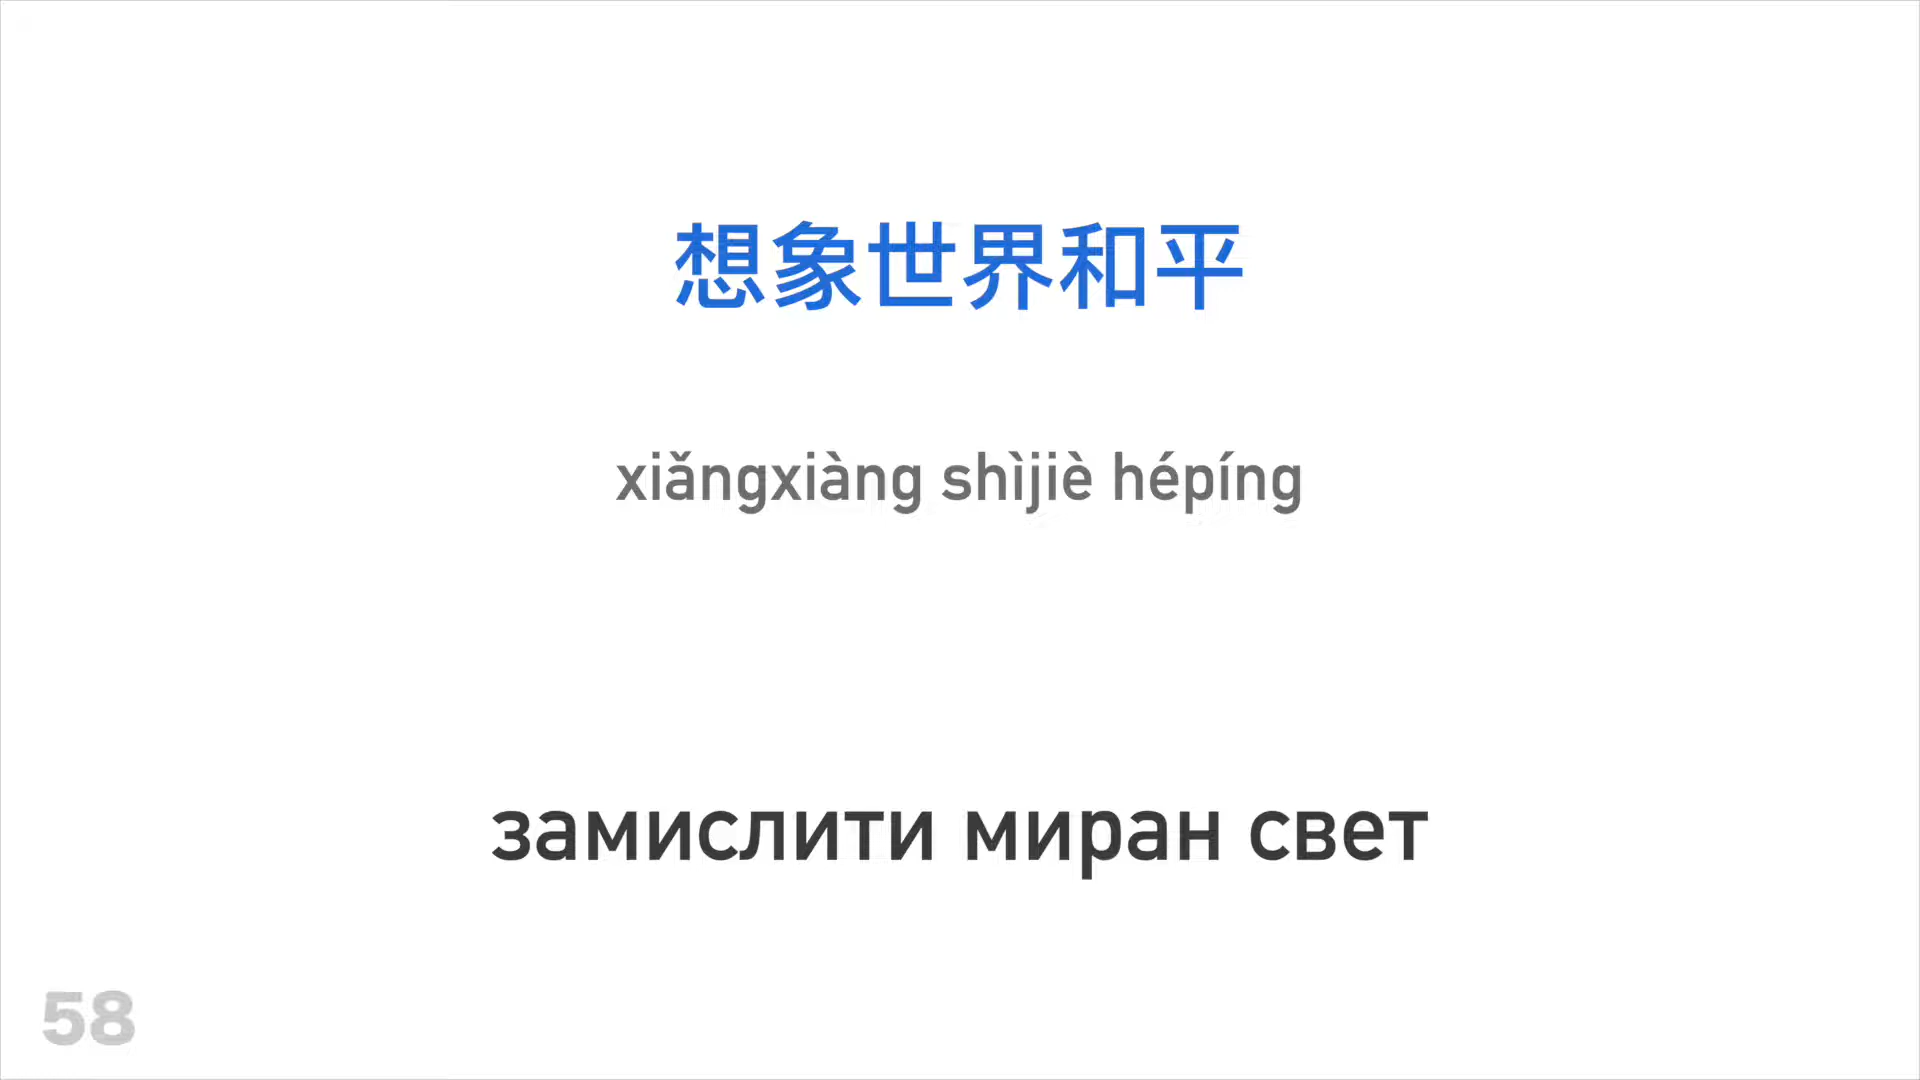 想象世界和平
xiǎngxiàng shìjiè hépíng
замислити миран свет
58